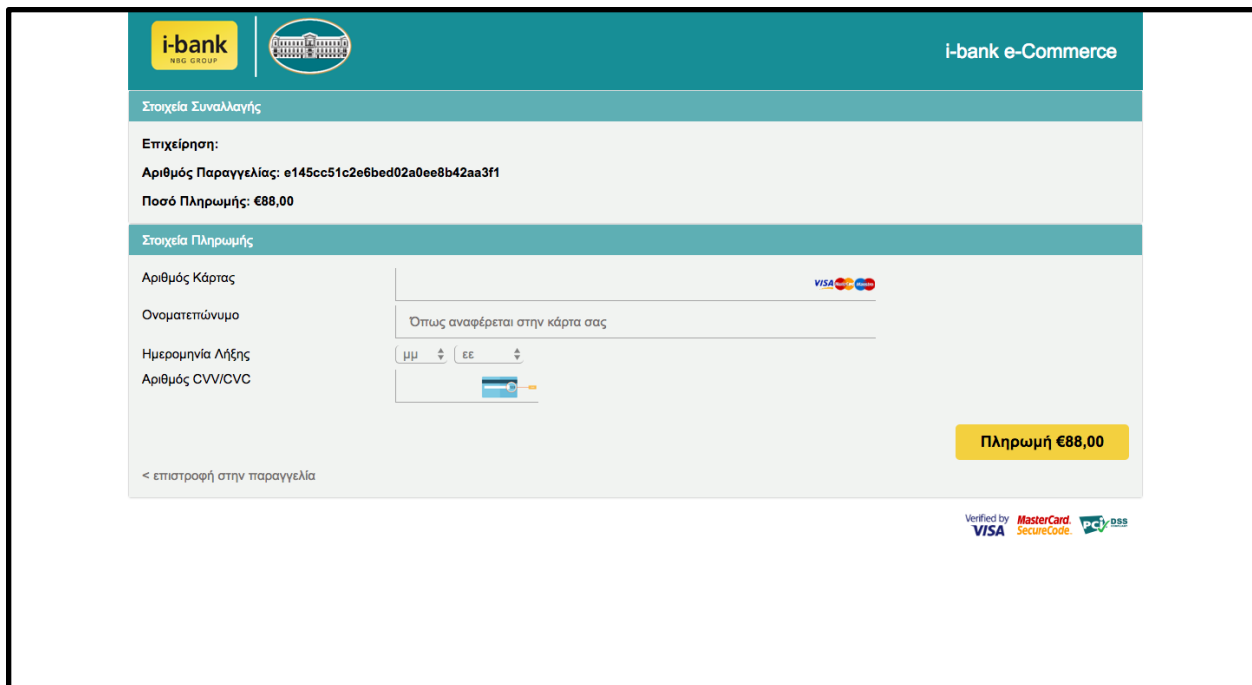 i-bank
NBG GROUP
i-bank e-Commerce
Στοιχεία Συναλλαγής
Επιχείρηση:
Αριθμός Παραγγελίας: e145cc51c2e6bed02a0ee8b42aa3f1
Ποσό Πληρωμής: €88,00
Στοιχεία Πληρωμής
Αριθμός Κάρτας
VISA MasterCard Maestro
Ονοματεπώνυμο
Όπως αναφέρεται στην κάρτα σας
Ημερομηνία Λήξης
μμ εε
Αριθμός CVV/CVC
Πληρωμή €88,00
< επιστροφή στην παραγγελία
Verified by VISA
MasterCard. SecureCode.
PCI DSS